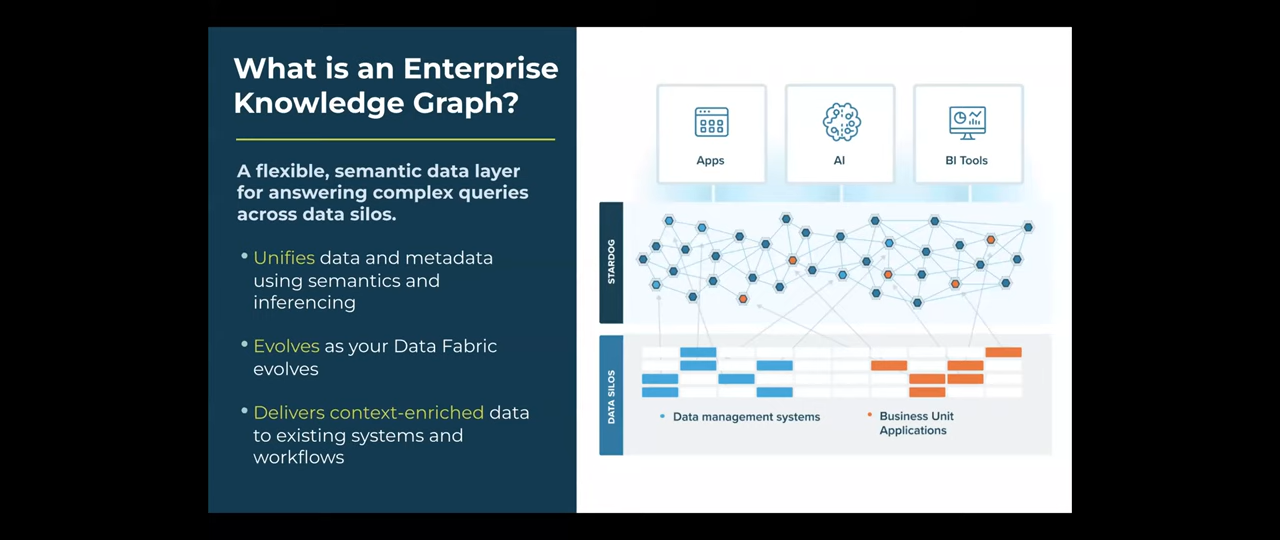 What is an Enterprise
Knowledge Graph?
A flexible, semantic data layer
for answering complex queries
across data silos.
• Unifies data and metadata
using semantics and
inferencing
• Evolves as your Data Fabric
evolves
• Delivers context-enriched data
to existing systems and
workflows
Apps
AI
BI Tools
STARDOG
DATA SILOS
• Data management systems
• Business Unit
Applications